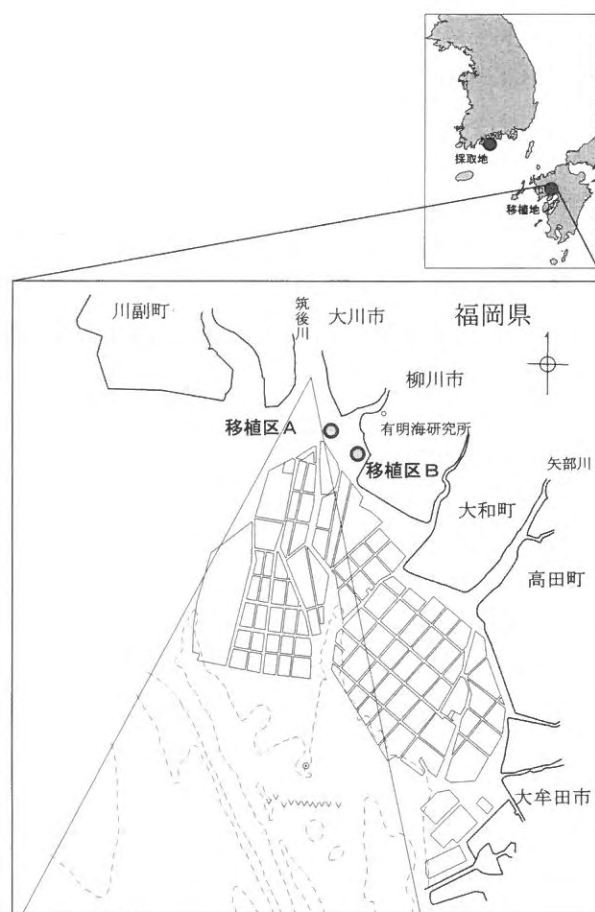 採取地
移植地
川副町
筑後川
大川市
福岡県
柳川市
移植区A
有明海研究所
移植区B
矢部川
大和町
高田町
大牟田市